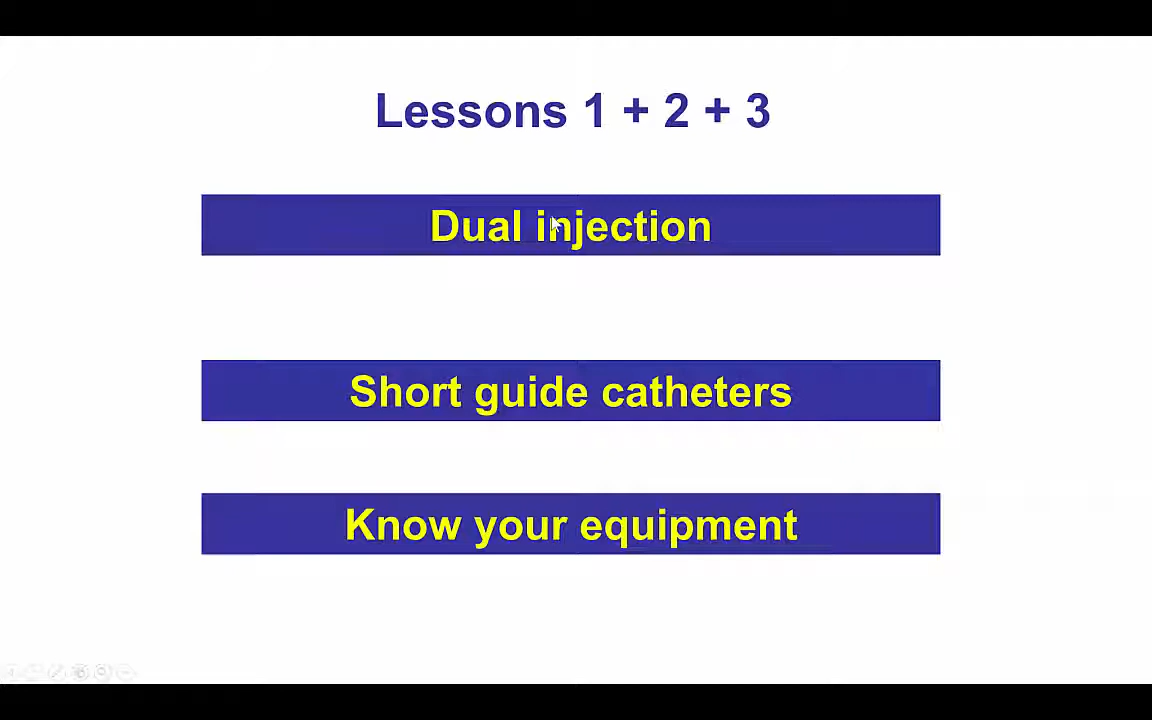 Lessons 1 + 2 + 3
Dual injection
Short guide catheters
Know your equipment